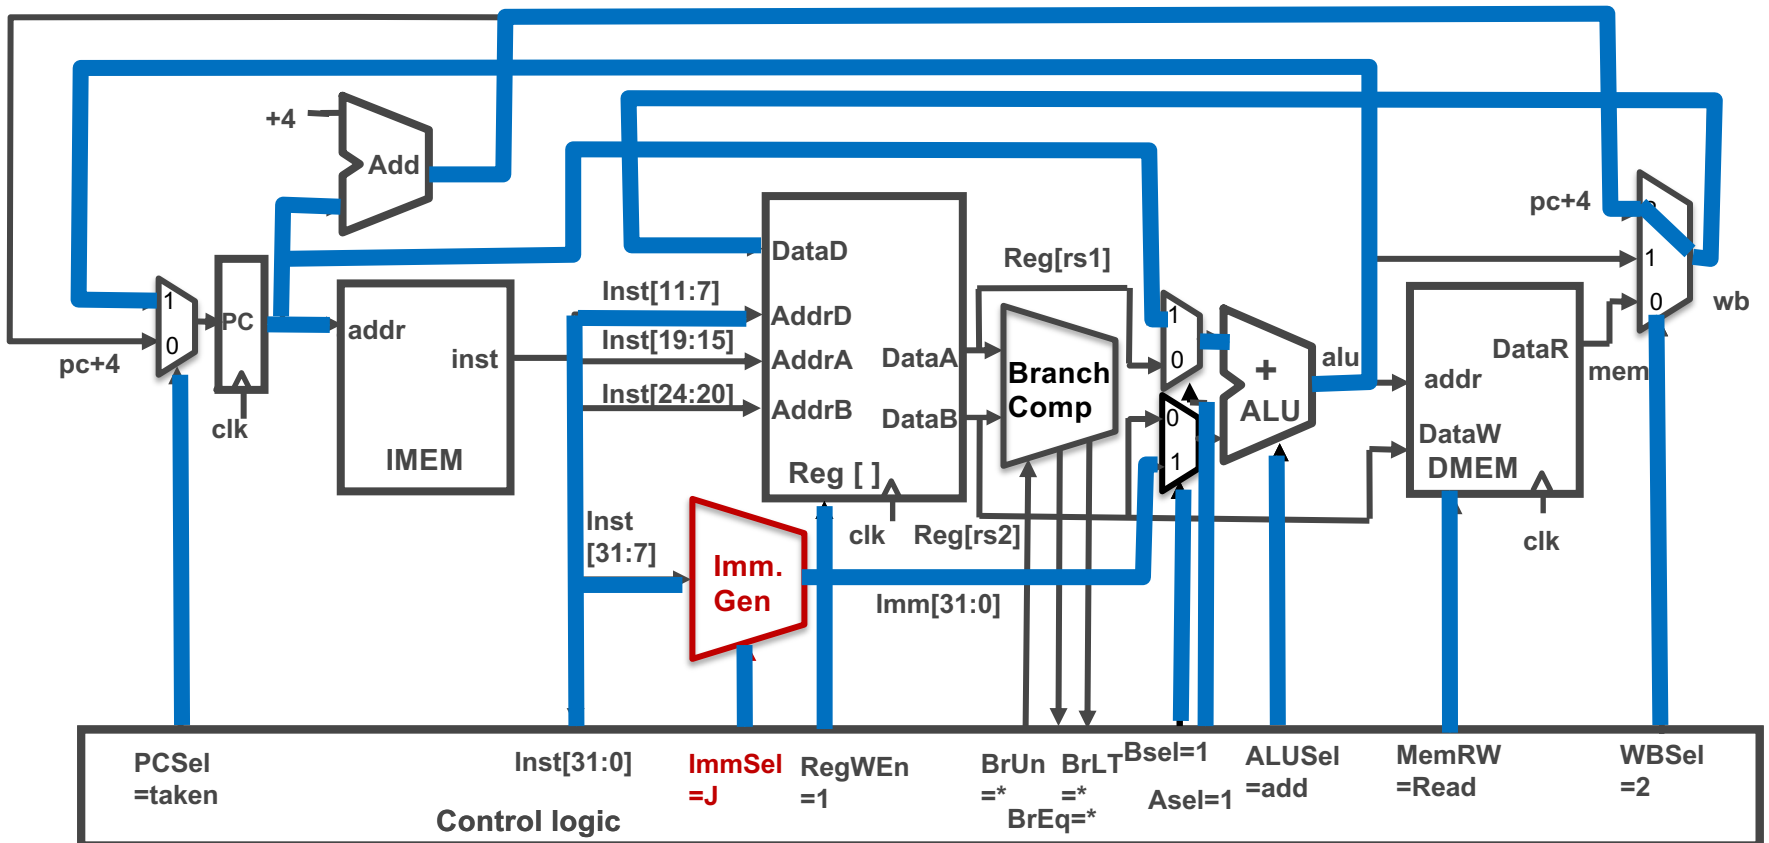 +4
Add
pc+4
2
1
0
wb
DataD
Reg[rs1]
Inst[11:7]
AddrD
Inst[19:15]
AddrA
DataA
Inst[24:20]
AddrB
DataB
Reg [ ]
clk
1
0
pc+4
PC
clk
addr
inst
IMEM
Branch
Comp
1
0
0
1
+
ALU
alu
addr
DataW
DMEM
DataR
mem
clk
Inst
[31:7]
Imm.
Gen
Reg[rs2]
Imm[31:0]
PCSel
=taken
Inst[31:0]
ImmSel
=J
RegWEn
=1
BrUn
=*
BrLT
=*
BrEq=*
Bsel=1
Asel=1
ALUSel
=add
MemRW
=Read
WBSel
=2
Control logic